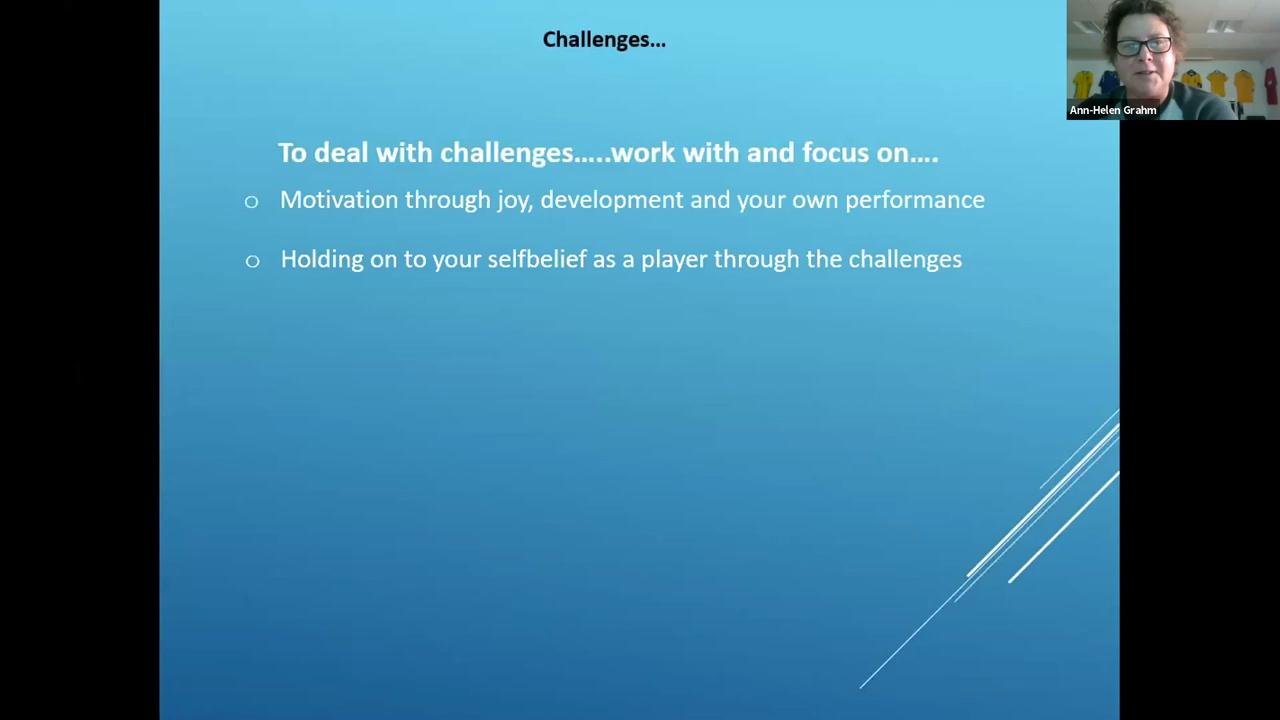 Challenges...
Ann-Helen Grahm
To deal with challenges.....work with and focus on....
o Motivation through joy, development and your own performance
o Holding on to your selfbelief as a player through the challenges